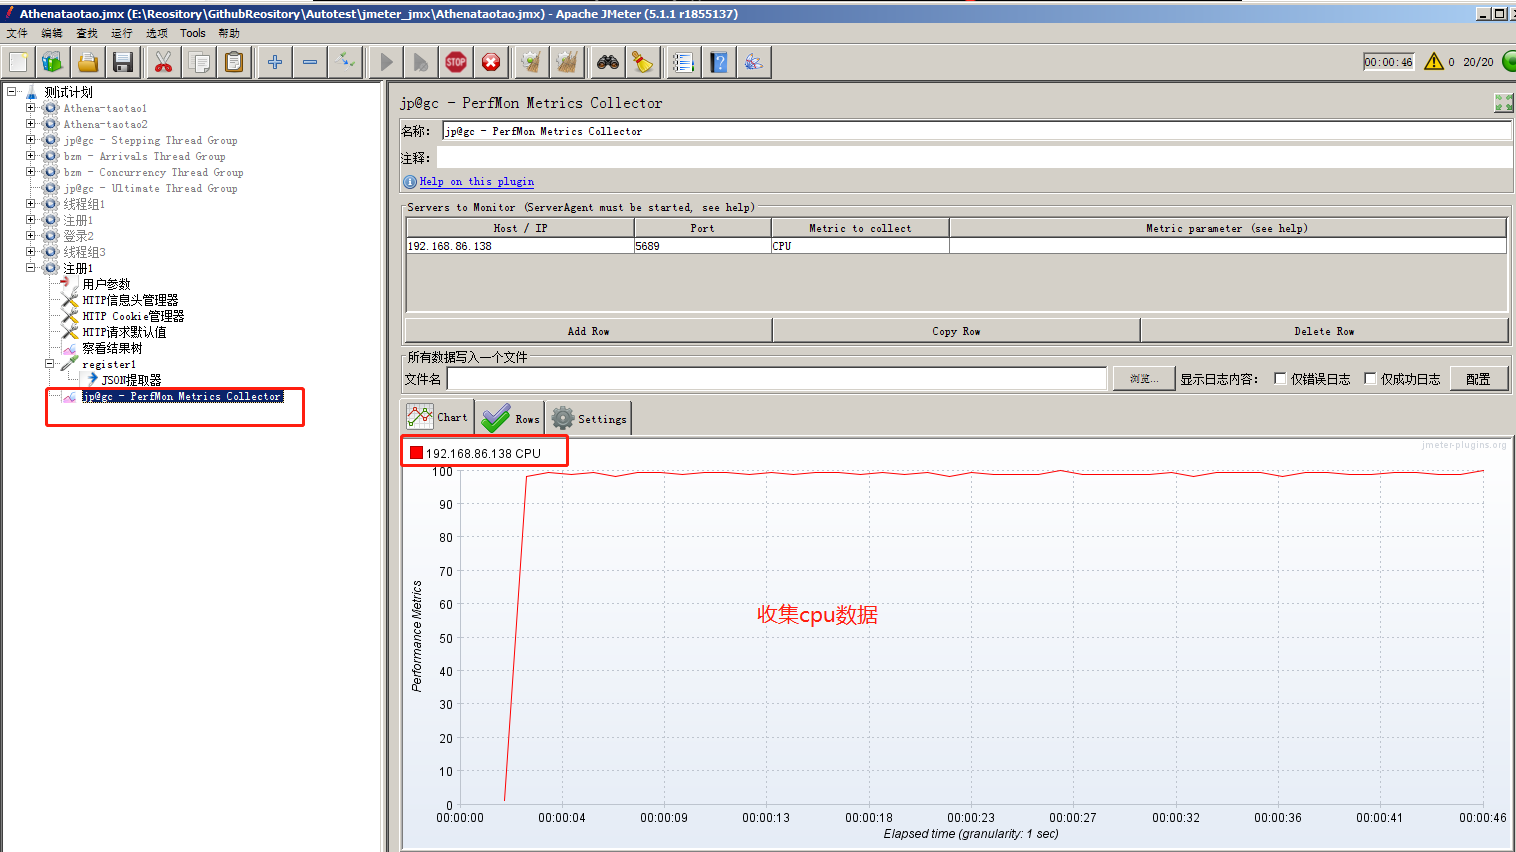 Athenataotao.jmx (E:\Reository\GithubReository\Autotest\jmeter_jmx\Athenataotao.jmx) - Apache JMeter (5.1.1 r1855137)
文件 编辑 查找 运行 选项 Tools 帮助
STOP
?
00:00:46 0 20/20
测试计划
Athena-taotao1
Athena-taotao2
jp@gc - Stepping Thread Group
bzm - Arrivals Thread Group
bzm - Concurrency Thread Group
jp@gc - Ultimate Thread Group
线程组1
注册1
登录2
线程组3
注册1
用户参数
HTTP信息头管理器
HTTP Cookie管理器
HTTP请求默认值
察看结果树
register1
JSON提取器
jp@gc - PerfMon Metrics Collector
jp@gc - PerfMon Metrics Collector
名称: jp@gc - PerfMon Metrics Collector
注释:
Help on this plugin
Servers to Monitor (ServerAgent must be started, see help)
Host / IP Port Metric to collect Metric parameter (see help)
192.168.86.138 5689 CPU
Add Row Copy Row Delete Row
所有数据写入一个文件
文件名 浏览... 显示日志内容: 仅错误日志 仅成功日志 配置
Chart Rows Settings
192.168.86.138 CPU
jmeter-plugins.org
100
90
80
70
60
50
40
30
20
10
0
Performance Metrics
收集cpu数据
00:00:00 00:00:04 00:00:09 00:00:13 00:00:18 00:00:23 00:00:27 00:00:32 00:00:36 00:00:41 00:00:46
Elapsed time (granularity: 1 sec)